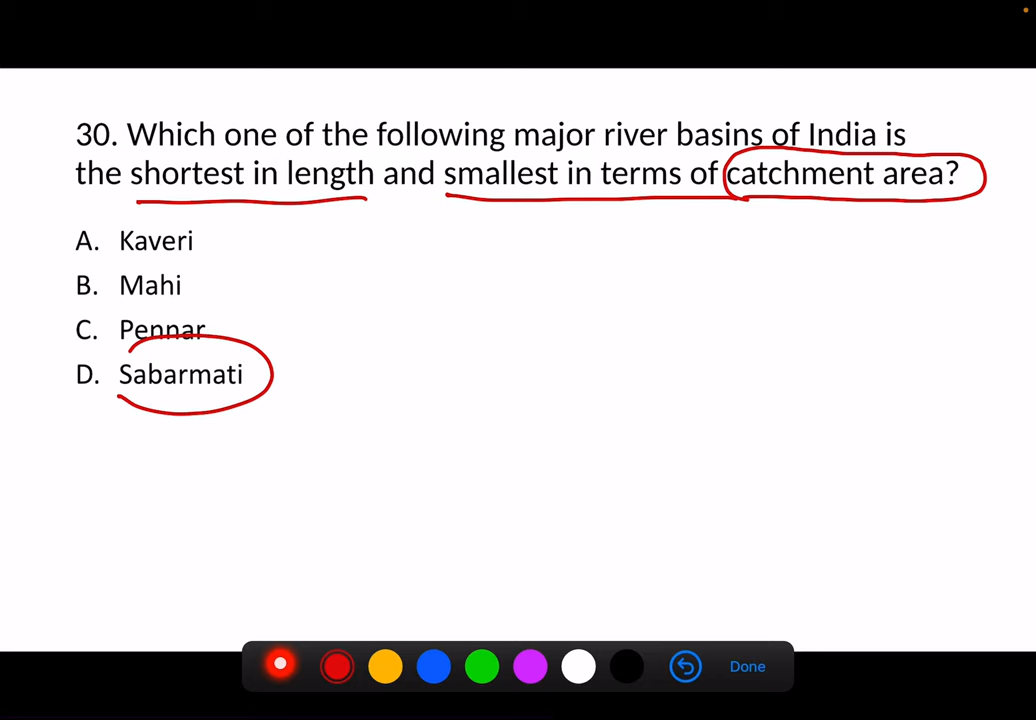 30. Which one of the following major river basins of India is
the shortest in length and smallest in terms of catchment area?
A. Kaveri
B. Mahi
C. Pennar
D. Sabarmati
Done